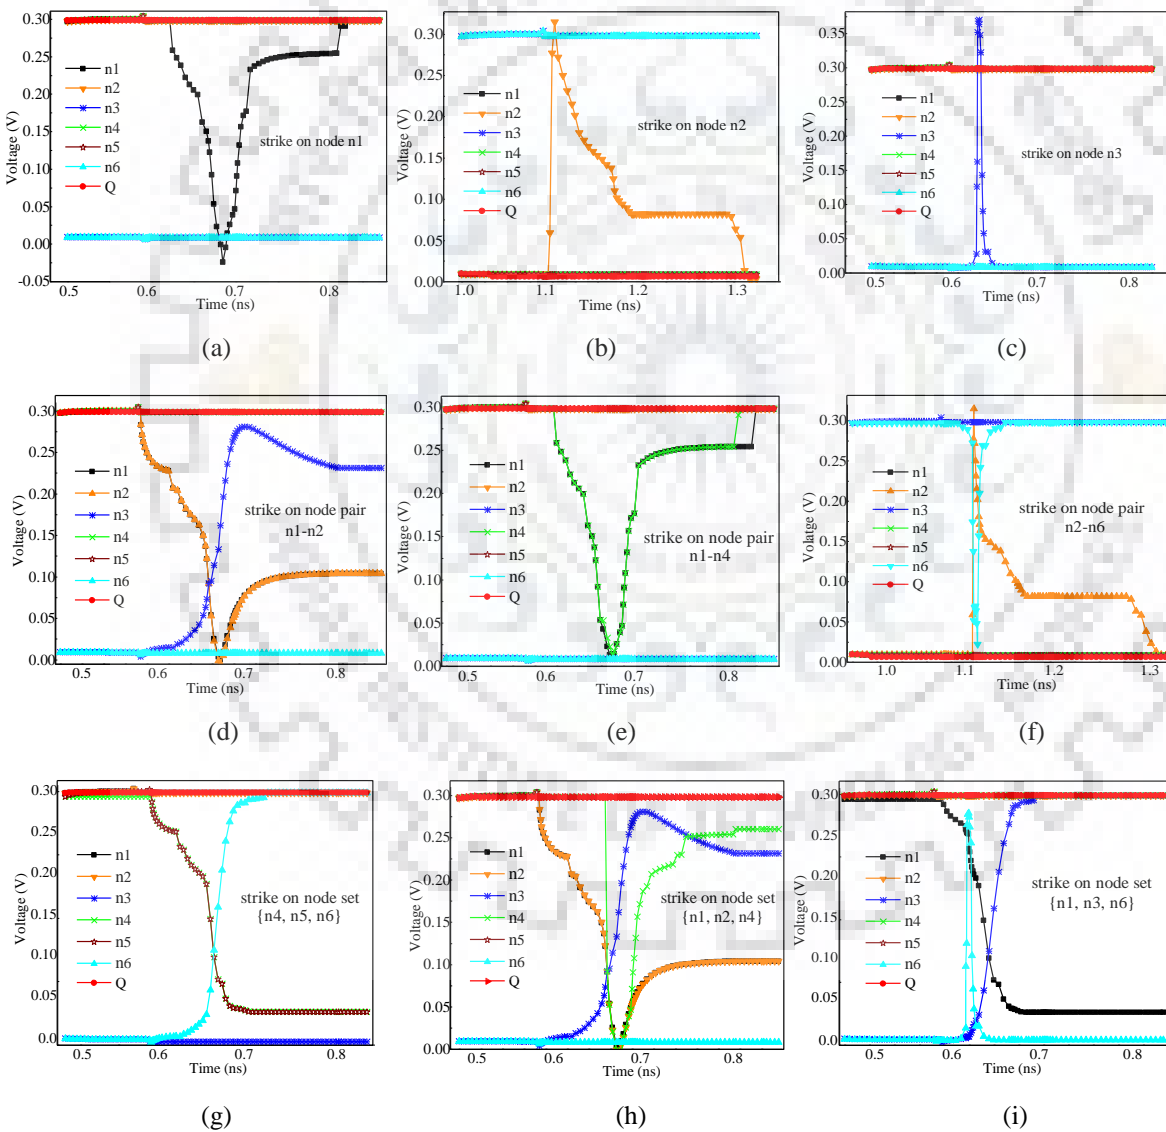 0.30
0.25
0.20
0.15
0.10
0.05
0.00
-0.05
Voltage (V)
n1
n2
n3
n4
n5
n6
Q
strike on node n1
0.5
0.6
0.7
0.8
Time (ns)
(a)
0.30
0.25
0.20
0.15
0.10
0.05
0.00
Voltage (V)
n1
n2
n3
n4
n5
n6
Q
strike on node n2
1.0
1.1
1.2
1.3
Time (ns)
(b)
0.35
0.30
0.25
0.20
0.15
0.10
0.05
0.00
Voltage (V)
n1
n2
n3
n4
n5
n6
Q
strike on node n3
0.5
0.6
0.7
0.8
Time (ns)
(c)
0.30
0.25
0.20
0.15
0.10
0.05
0.00
Voltage (V)
n1
n2
n3
n4
n5
n6
Q
strike on node pair
n1-n2
0.5
0.6
0.7
0.8
Time (ns)
(d)
0.30
0.25
0.20
0.15
0.10
0.05
0.00
Voltage (V)
n1
n2
n3
n4
n5
n6
Q
strike on node pair
n1-n4
0.5
0.6
0.7
0.8
Time (ns)
(e)
0.30
0.25
0.20
0.15
0.10
0.05
0.00
Voltage (V)
n1
n2
n3
n4
n5
n6
Q
strike on node pair
n2-n6
1.0
1.1
1.2
1.3
Time (ns)
(f)
0.30
0.25
0.20
0.15
0.10
0.05
0.0
Voltage (V)
n1
n2
n3
n4
n5
n6
Q
strike on node set
{n4, n5, n6}
0.5
0.6
0.7
0.8
Time (ns)
(g)
0.30
0.25
0.20
0.15
0.10
0.05
0.00
Voltage (V)
n1
n2
n3
n4
n5
n6
Q
strike on node set
{n1, n2, n4}
0.5
0.6
0.7
0.8
Time (ns)
(h)
0.30
0.25
0.20
0.15
0.10
0.05
0.0
Voltage (V)
n1
n2
n3
n4
n5
n6
Q
strike on node set
{n1, n3, n6}
0.5
0.6
0.7
0.8
Time (ns)
(i)